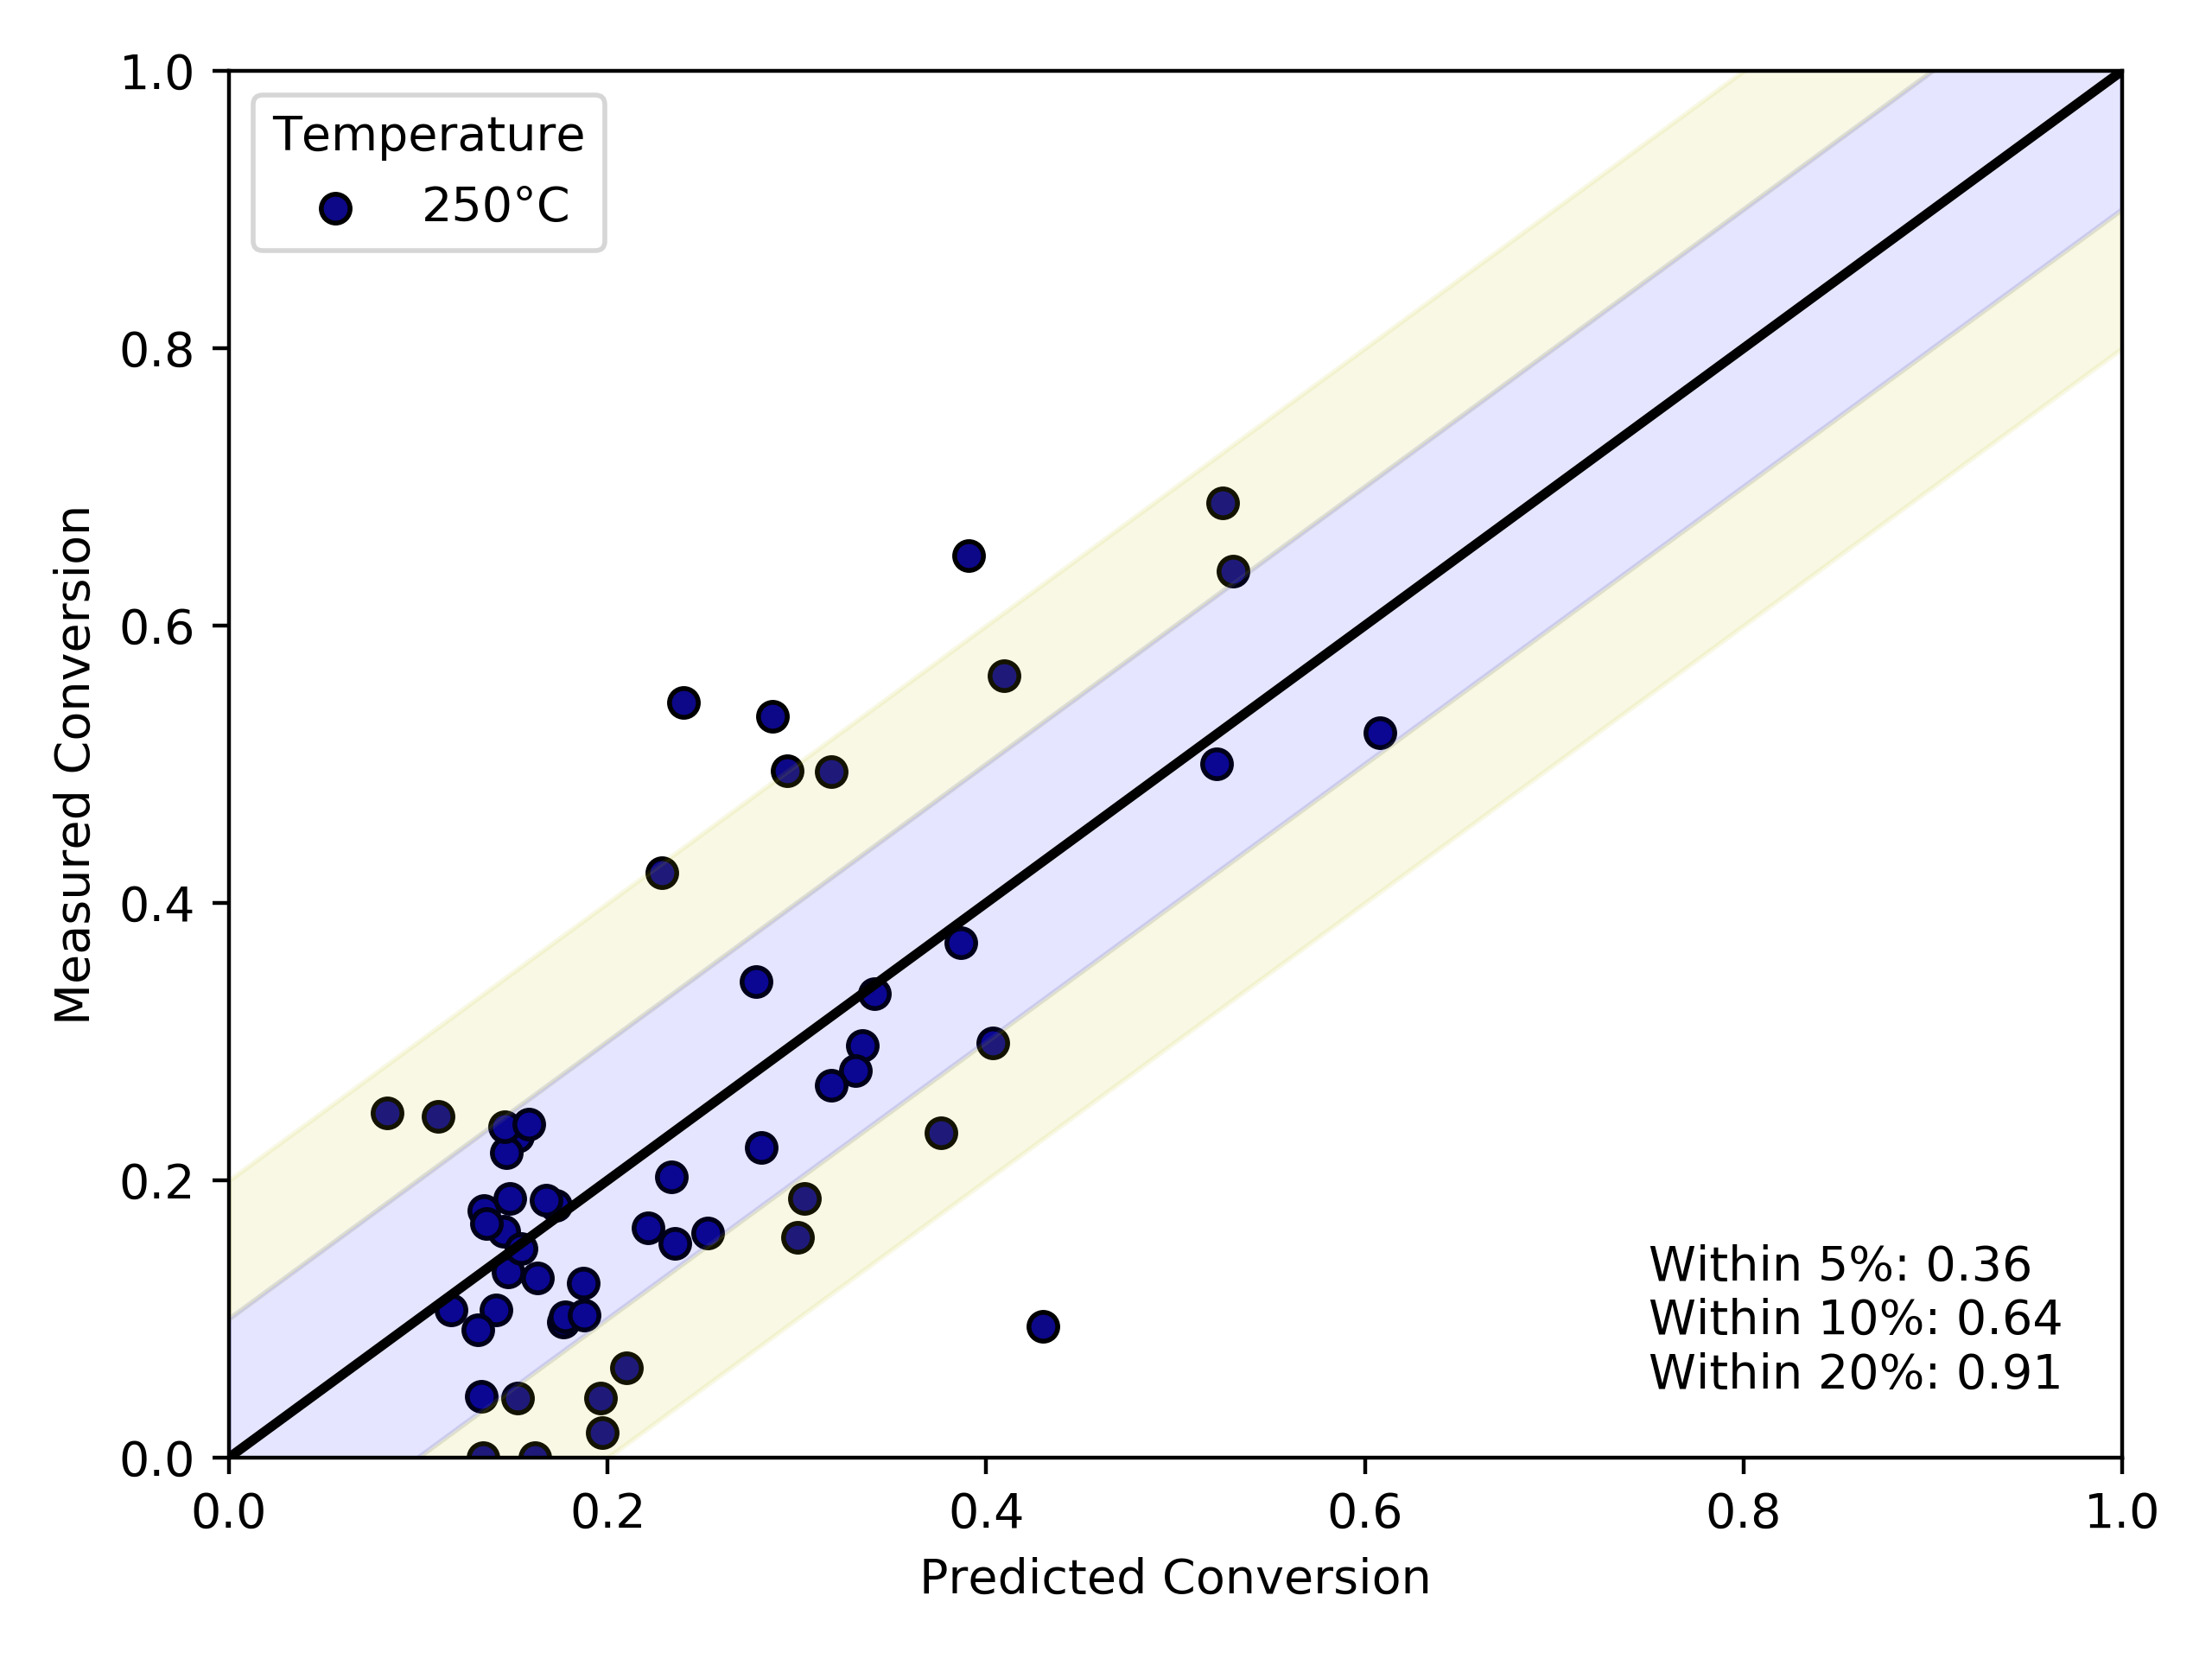 1.0
0.8
0.6
0.4
0.2
0.0
Measured Conversion
Temperature
250°C
Within 5%: 0.36
Within 10%: 0.64
Within 20%: 0.91
0.0 0.2 0.4 0.6 0.8 1.0
Predicted Conversion